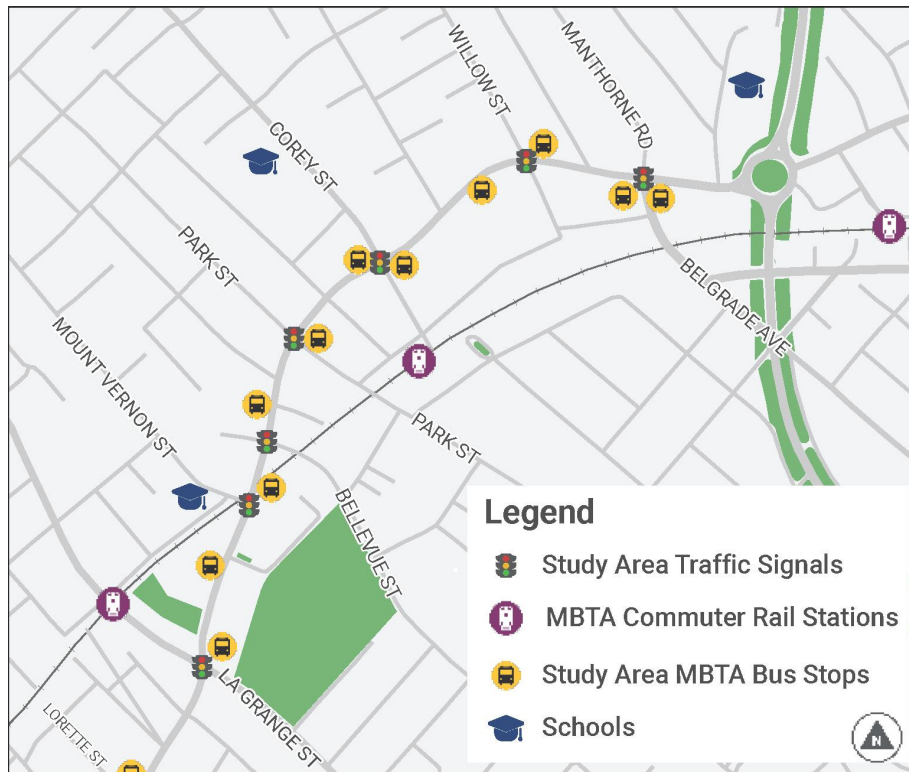 WILLOW ST
MANTHORNE RD
COREY ST
PARK ST
BELGRADE AVE
MOUNT VERNON ST
PARK ST
BELLEVUE ST
LA GRANGE ST
LORETTE ST
Legend
Study Area Traffic Signals
MBTA Commuter Rail Stations
Study Area MBTA Bus Stops
Schools
N